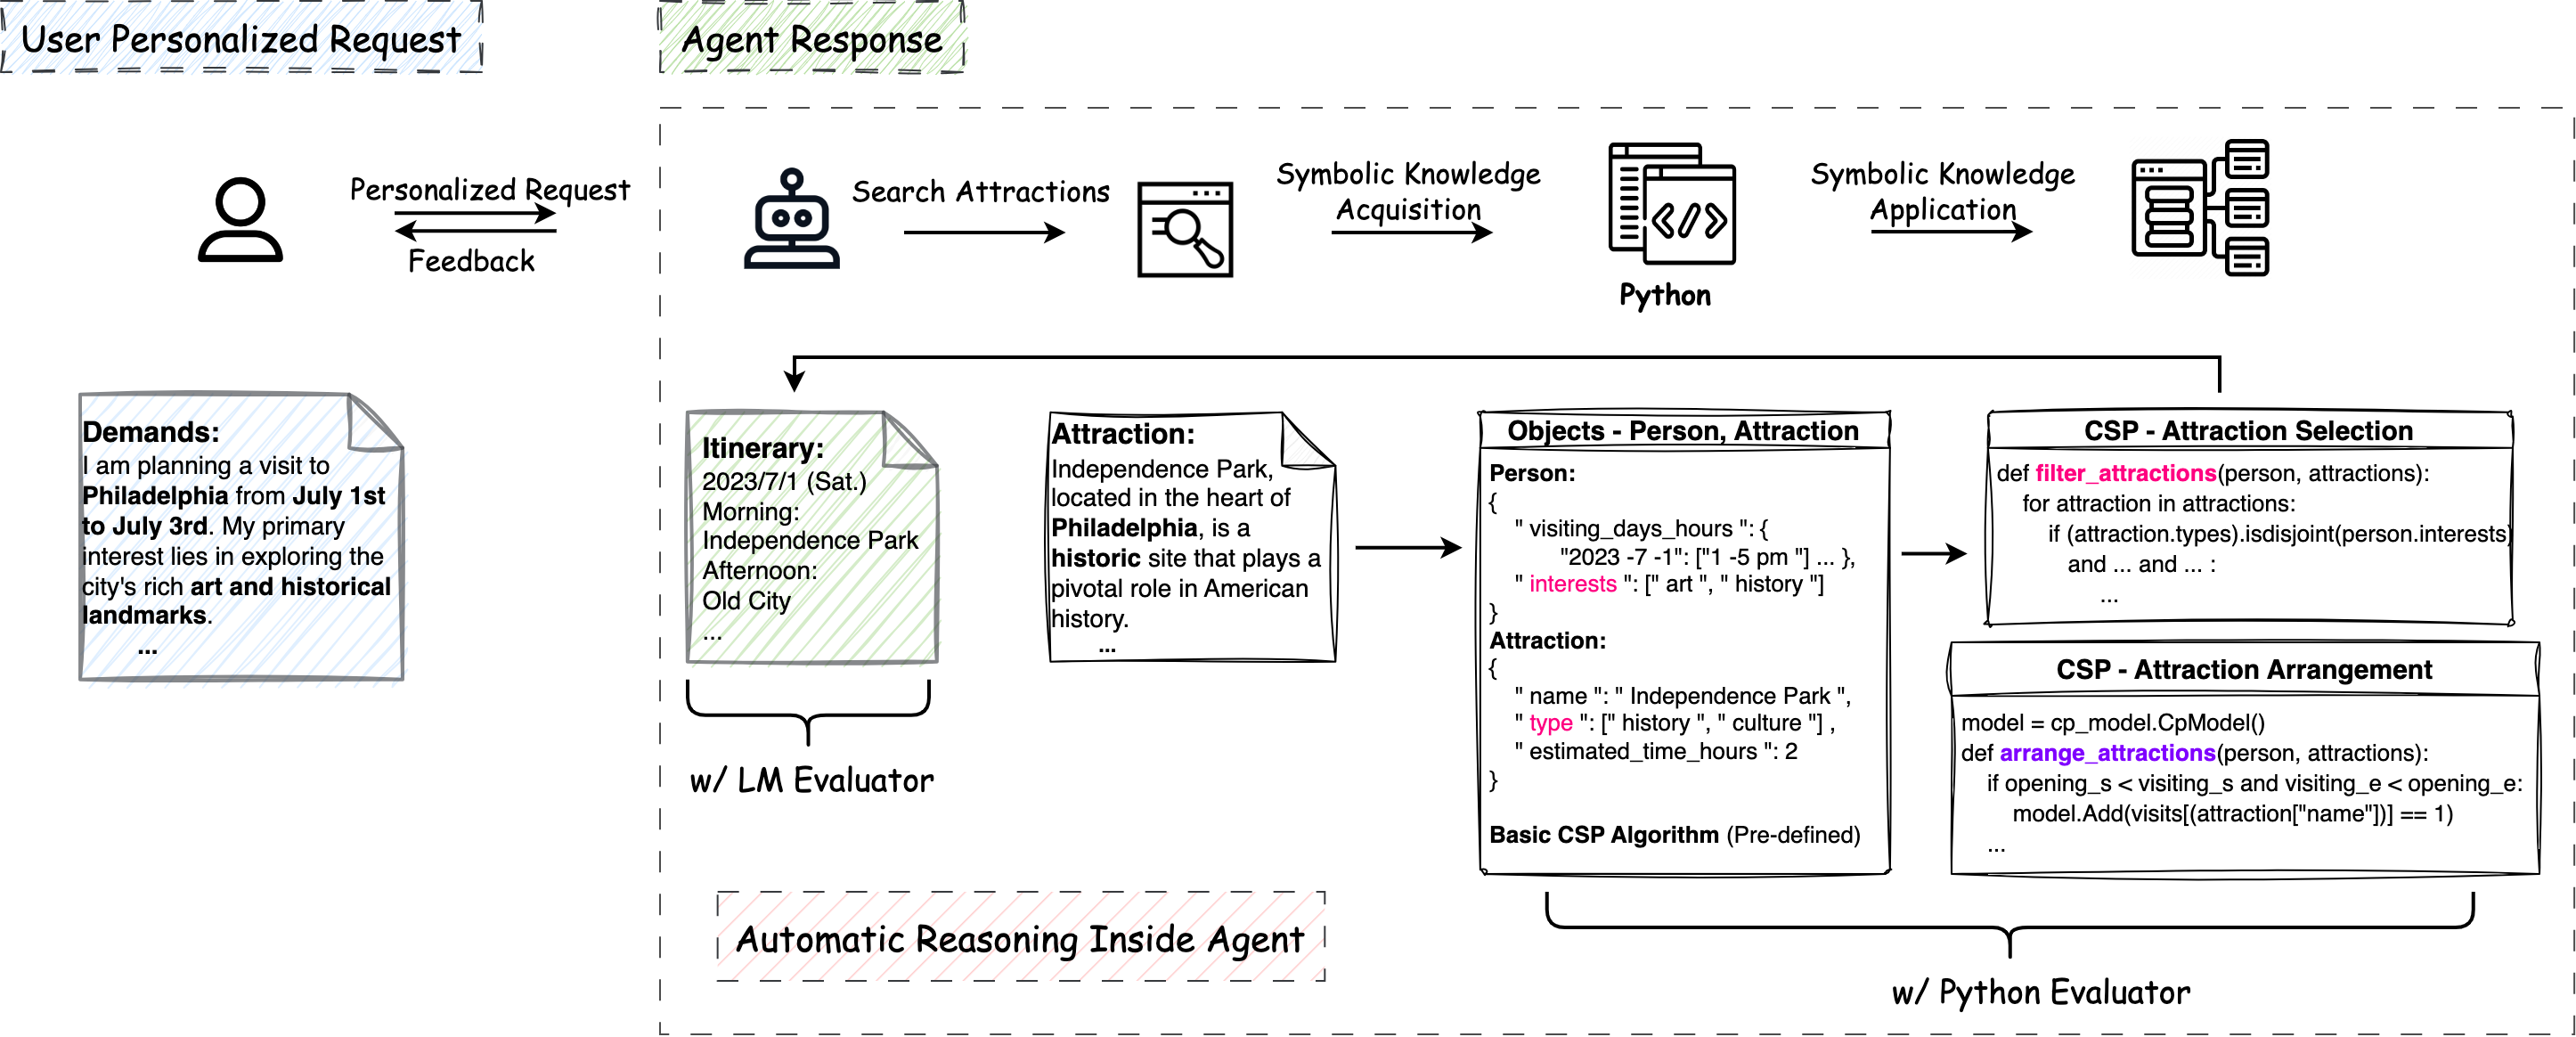 User Personalized Request
Agent Response
Personalized Request
Feedback
Search Attractions
Symbolic Knowledge
Acquisition
Python
Symbolic Knowledge
Application
Demands:
I am planning a visit to
Philadelphia from July 1st
to July 3rd. My primary
interest lies in exploring the
city's rich art and historical
landmarks.
...
Itinerary:
2023/7/1 (Sat.)
Morning:
Independence Park
Afternoon:
Old City
...
w/ LM Evaluator
Attraction:
Independence Park,
located in the heart of
Philadelphia, is a
historic site that plays a
pivotal role in American
history.
...
Objects - Person, Attraction
Person:
{
" visiting_days_hours ": {
"2023 -7 -1": ["1 -5 pm "] ... },
" interests ": [" art ", " history "]
}
Attraction:
{
" name ": " Independence Park ",
" type ": [" history ", " culture "] ,
" estimated_time_hours ": 2
}
Basic CSP Algorithm (Pre-defined)
CSP - Attraction Selection
def filter_attractions(person, attractions):
for attraction in attractions:
if (attraction.types).isdisjoint(person.interests)
and ... and ... :
...
CSP - Attraction Arrangement
model = cp_model.CpModel()
def arrange_attractions(person, attractions):
if opening_s < visiting_s and visiting_e < opening_e:
model.Add(visits[(attraction["name"])] == 1)
...
w/ Python Evaluator
Automatic Reasoning Inside Agent